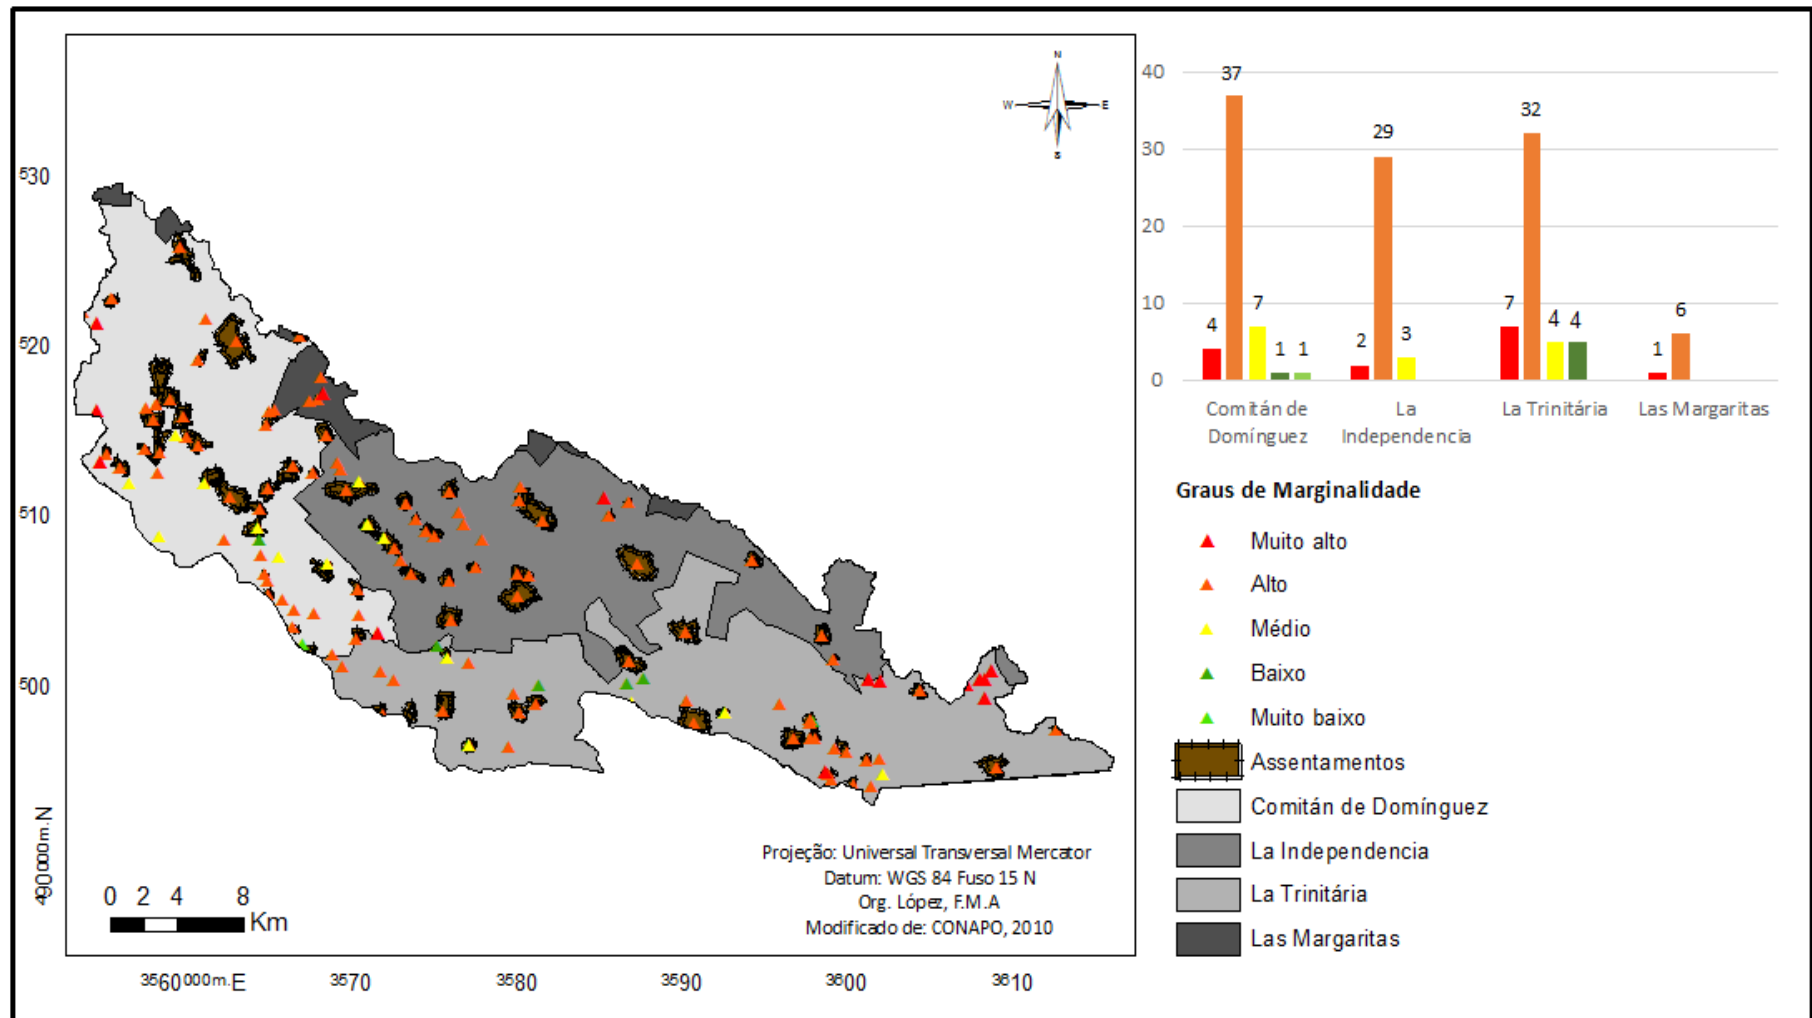 N
W E
S
530
520
510
500
490000m.N
0 2 4 8
Km
Projeção: Universal Transversal Mercator
Datum: WGS 84 Fuso 15 N
Org. López, F.M.A
Modificado de: CONAPO, 2010
3560000m.E 3570 3580 3590 3600 3610
40
30
20
10
0
37
4
7
1
1
29
2
3
32
7
4
4
6
1
Comitán de
Domínguez
La
Independencia
La Trinitária
Las Margaritas
Graus de Marginalidade
Muito alto
Alto
Médio
Baixo
Muito baixo
Assentamentos
Comitán de Domínguez
La Independencia
La Trinitária
Las Margaritas